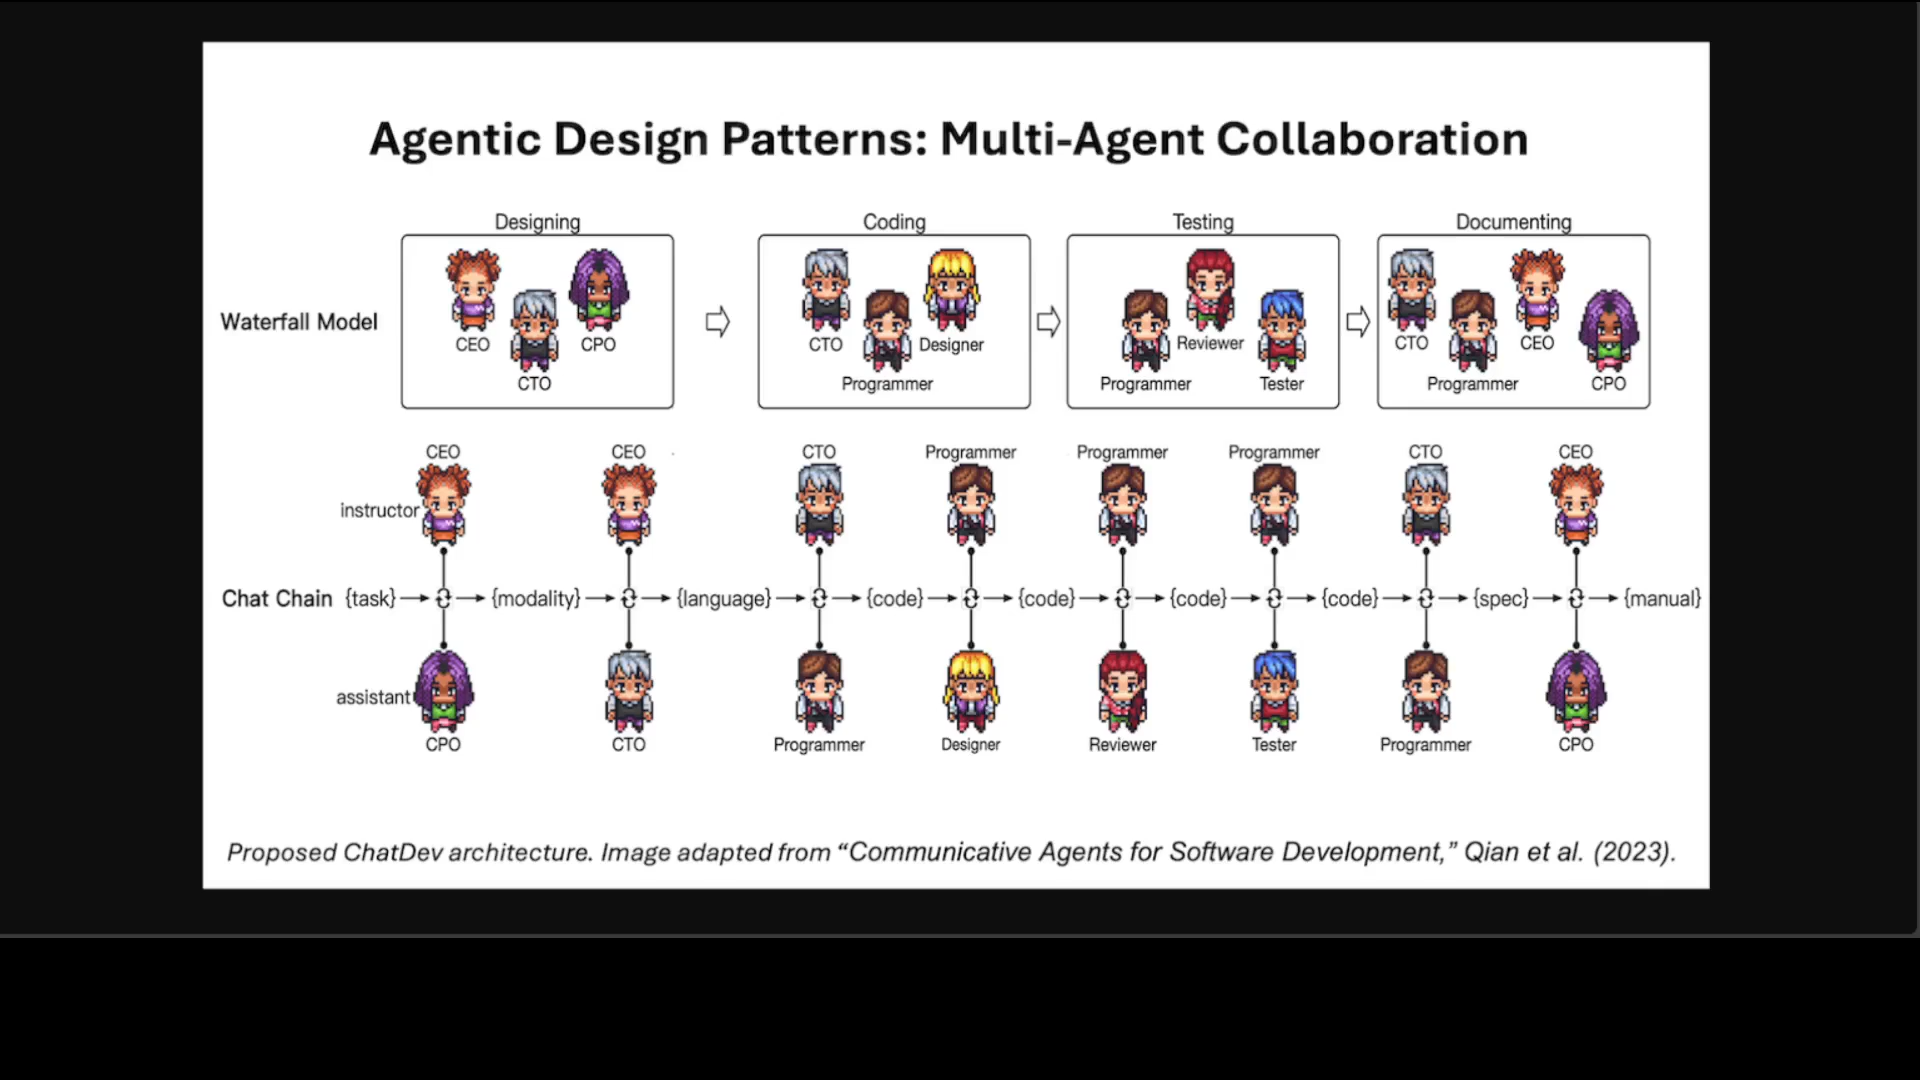 Agentic Design Patterns: Multi-Agent Collaboration
Designing
Coding
Testing
Documenting
Waterfall Model
CEO
CTO
CPO
CTO
Programmer
Designer
Programmer
Reviewer
Tester
CTO
Programmer
CEO
CPO
CEO
CEO
CTO
Programmer
Programmer
Programmer
CTO
CEO
instructor
Chat Chain {task} {modality} {language} {code} {code} {code} {code} {spec} {manual}
assistant
CPO
CTO
Programmer
Designer
Reviewer
Tester
Programmer
CPO
Proposed ChatDev architecture. Image adapted from “Communicative Agents for Software Development,” Qian et al. (2023).